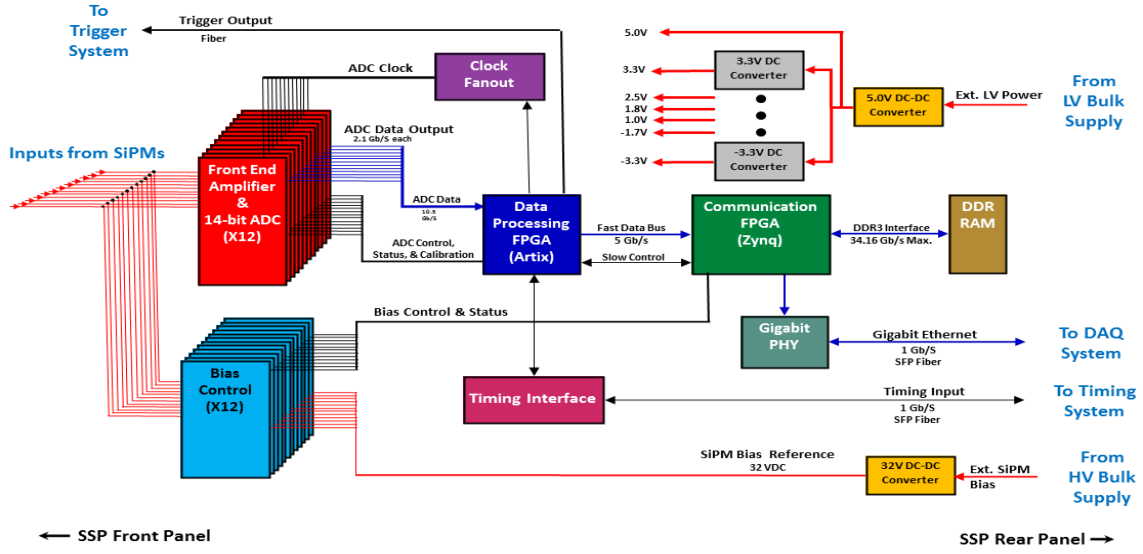 To
Trigger
System
Trigger Output
Fiber
ADC Clock
Clock
Fanout
5.0V
3.3V
2.5V
1.8V
1.0V
-1.7V
-3.3V
3.3V DC
Converter
-3.3V DC
Converter
5.0V DC-DC
Converter
Ext. LV Power
From
LV Bulk
Supply
Inputs from SiPMs
ADC Data Output
2.1 Gb/S each
Front End
Amplifier
&
14-bit ADC
(X12)
ADC Data
10.5
Gb/S
ADC Control,
Status, & Calibration
Data
Processing
FPGA
(Artix)
Fast Data Bus
5 Gb/s
Slow Control
Communication
FPGA
(Zynq)
DDR3 Interface
34.16 Gb/s Max.
DDR
RAM
Bias Control & Status
Gigabit
PHY
Gigabit Ethernet
1 Gb/S
SFP Fiber
To DAQ
System
Bias
Control
(X12)
Timing Interface
Timing Input
1 Gb/S
SFP Fiber
To Timing
System
SiPM Bias Reference
32 VDC
32V DC-DC
Converter
Ext. SiPM
Bias
From
HV Bulk
Supply
SSP Front Panel
SSP Rear Panel